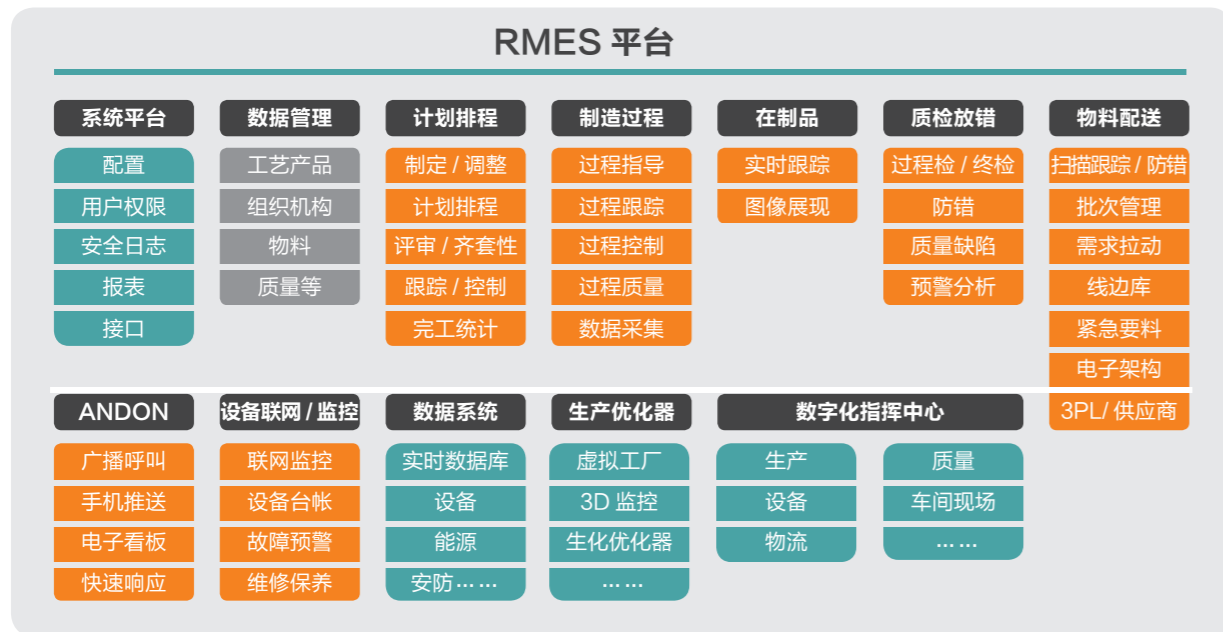 RMES 平台
系统平台
配置
用户权限
安全日志
报表
接口
数据管理
工艺产品
组织机构
物料
质量等
计划排程
制定 / 调整
计划排程
评审 / 齐套性
跟踪 / 控制
完工统计
制造过程
过程指导
过程跟踪
过程控制
过程质量
数据采集
在制品
实时跟踪
图像展现
质检放错
过程检 / 终检
防错
质量缺陷
预警分析
物料配送
扫描跟踪 / 防错
批次管理
需求拉动
线边库
紧急要料
电子架构
3PL/ 供应商
ANDON
广播呼叫
手机推送
电子看板
快速响应
设备联网 / 监控
联网监控
设备台帐
故障预警
维修保养
数据系统
实时数据库
设备
能源
安防……
生产优化器
虚拟工厂
3D 监控
生化优化器
……
数字化指挥中心
生产
设备
物流
质量
车间现场
……